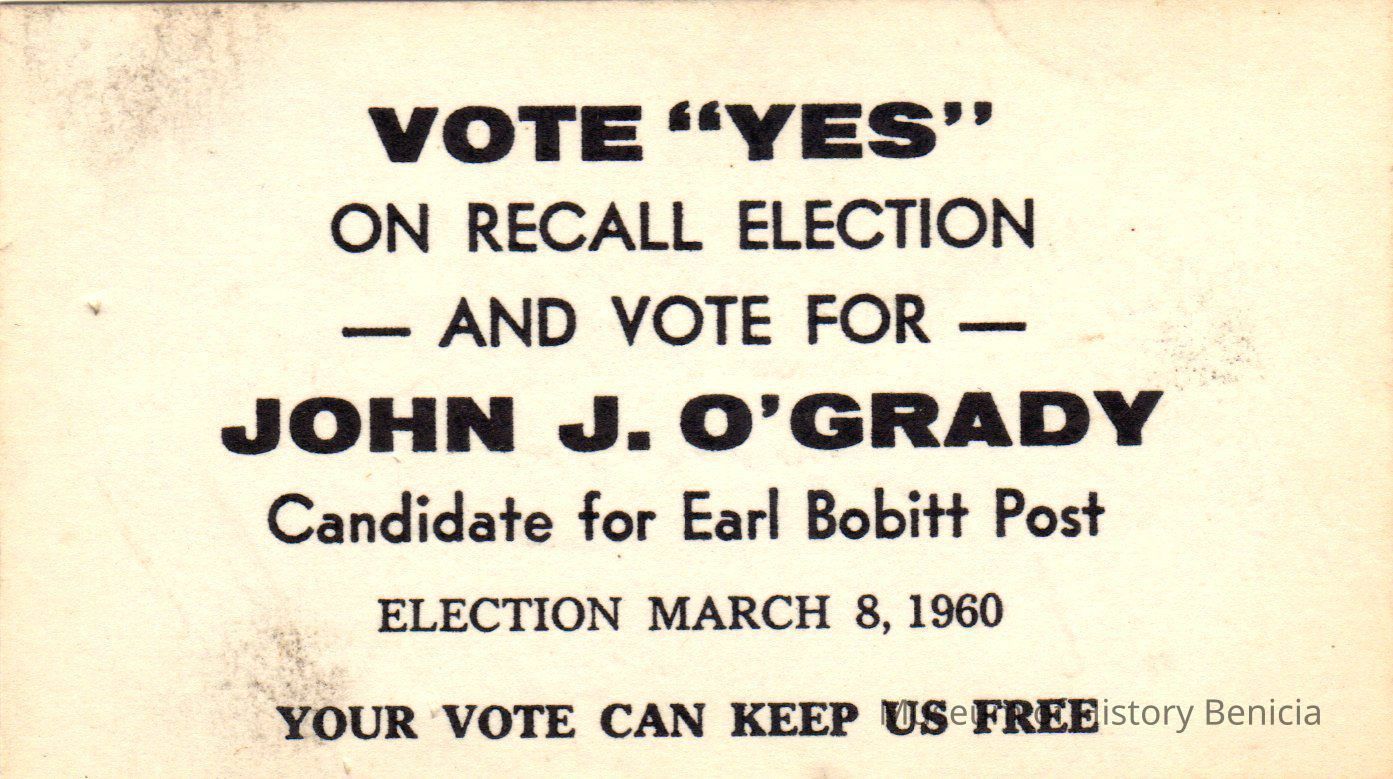 VOTE “YES”
ON RECALL ELECTION
— AND VOTE FOR —
JOHN J. O’GRADY
Candidate for Earl Bobitt Post
ELECTION MARCH 8, 1960
YOUR VOTE CAN KEEP US FREE
Museum of History Benicia